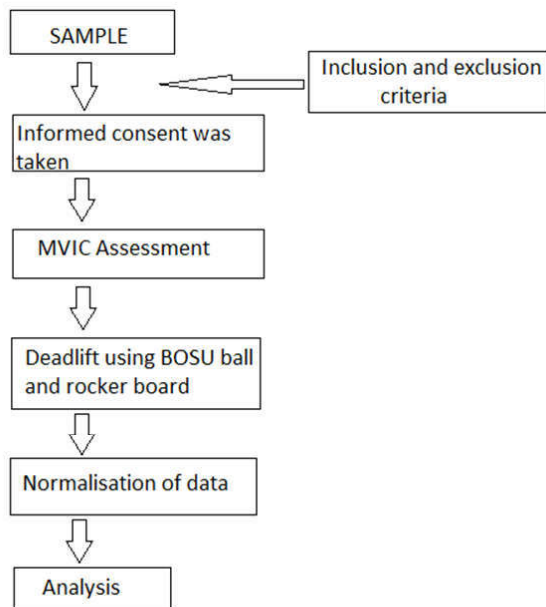 SAMPLE
Inclusion and exclusion
criteria
Informed consent was
taken
MVIC Assessment
Deadlift using BOSU ball
and rocker board
Normalisation of data
Analysis